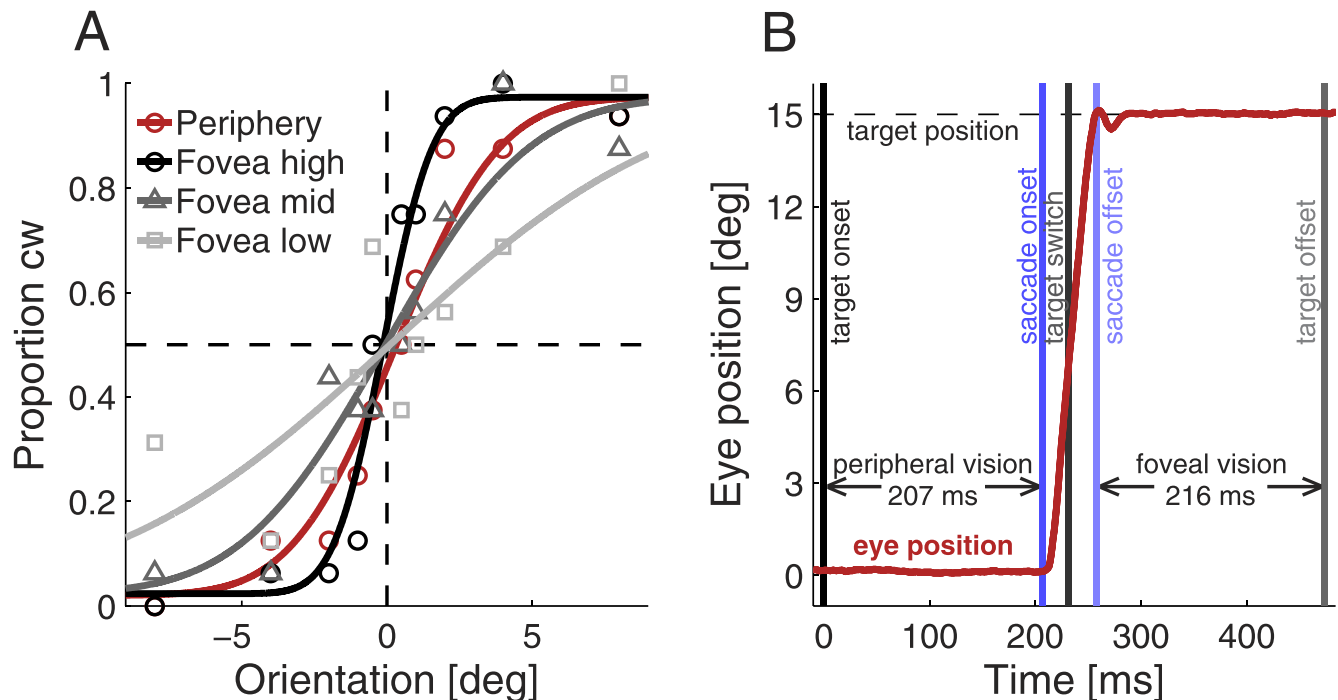 A
Proportion cw
1
0.8
0.6
0.4
0.2
0
Periphery
Fovea high
Fovea mid
Fovea low
−5
0
5
Orientation [deg]
B
Eye position [deg]
15
12
9
6
3
0
target position
target onset
saccade onset
target switch
saccade offset
target offset
peripheral vision
207 ms
foveal vision
216 ms
eye position
0
100
200
300
400
Time [ms]